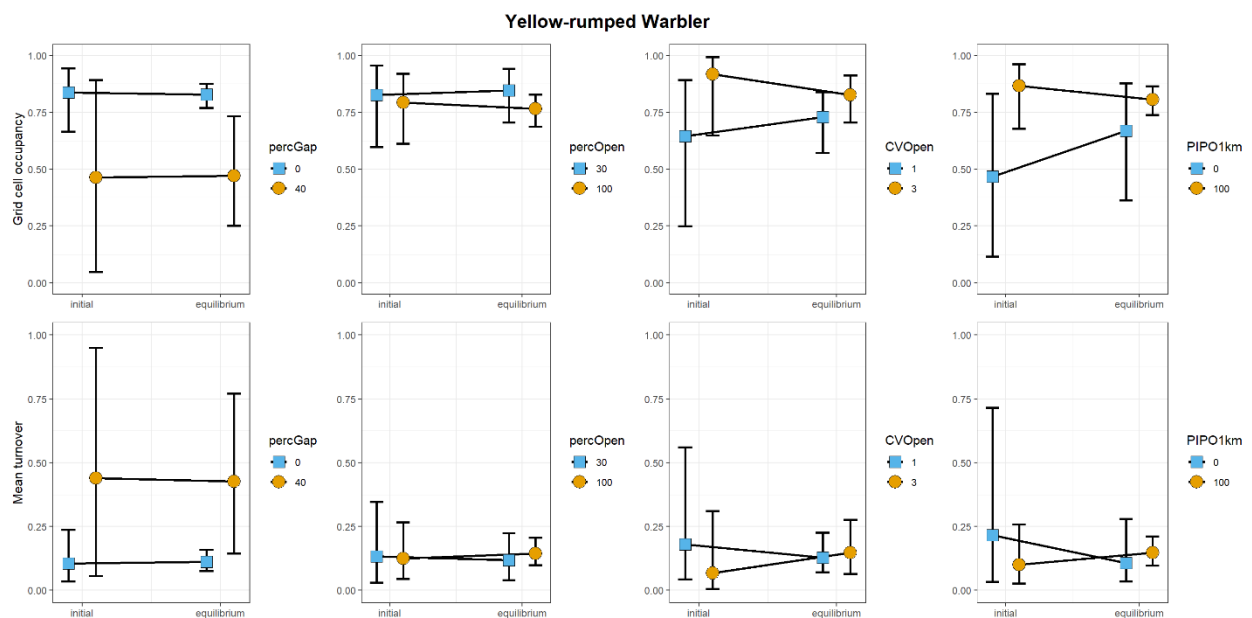 Yellow-rumped Warbler
Grid cell occupancy
1.00
0.75
0.50
0.25
0.00
initial
equilibrium
percGap
0
40
1.00
0.75
0.50
0.25
0.00
initial
equilibrium
percOpen
30
100
1.00
0.75
0.50
0.25
0.00
initial
equilibrium
CVOpen
1
3
1.00
0.75
0.50
0.25
0.00
initial
equilibrium
PIPO1km
0
100
Mean turnover
1.00
0.75
0.50
0.25
0.00
initial
equilibrium
percGap
0
40
1.00
0.75
0.50
0.25
0.00
initial
equilibrium
percOpen
30
100
1.00
0.75
0.50
0.25
0.00
initial
equilibrium
CVOpen
1
3
1.00
0.75
0.50
0.25
0.00
initial
equilibrium
PIPO1km
0
100